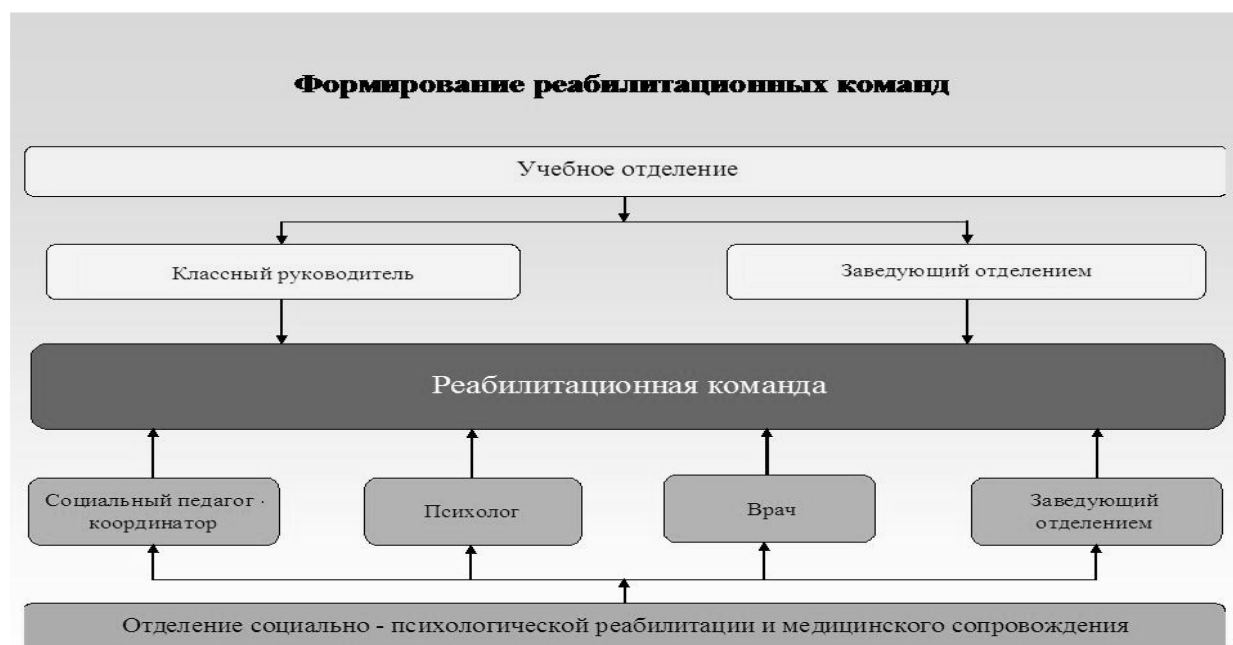 Формирование реабилитационных команд
Учебное отделение
Классный руководитель
Заведующий отделением
Реабилитационная команда
Социальный педагог -
координатор
Психолог
Врач
Заведующий
отделением
Отделение социально - психологической реабилитации и медицинского сопровождения